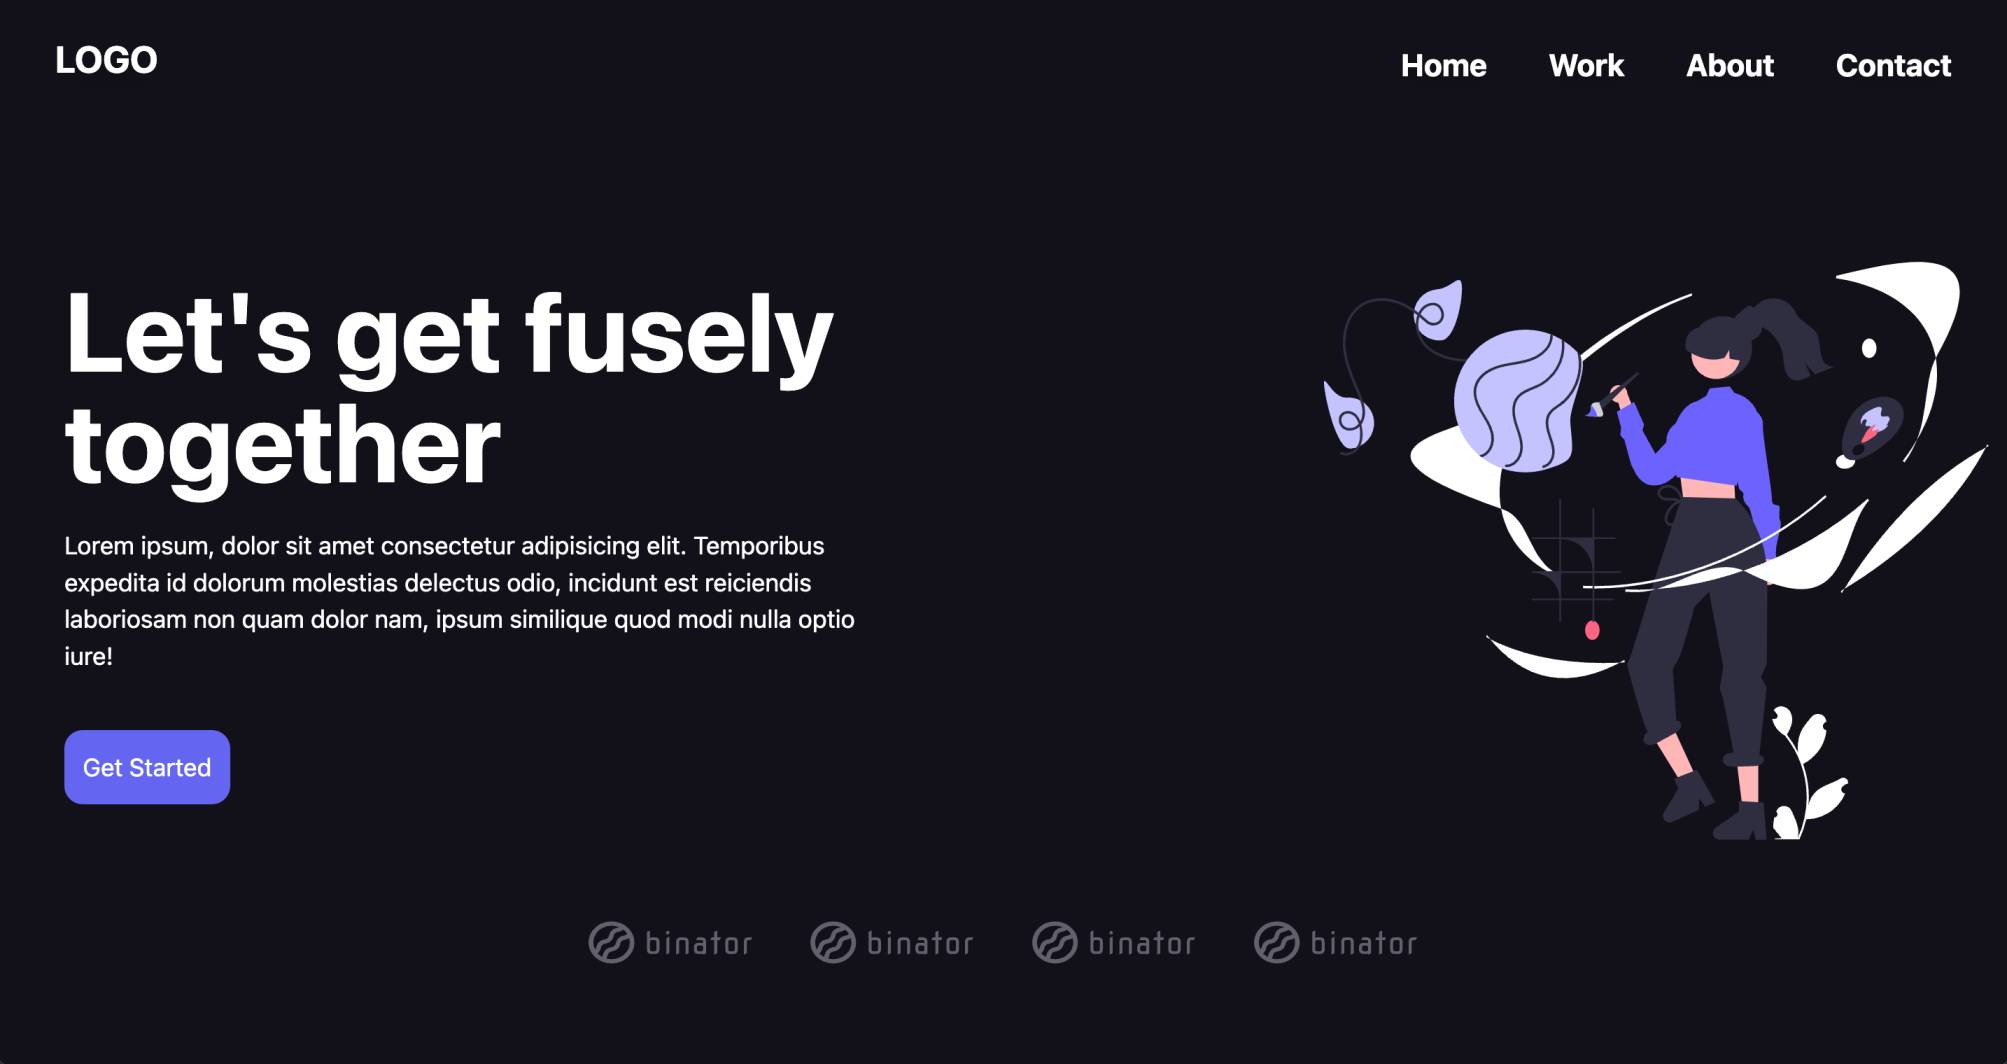 LOGO
Home Work About Contact
Let's get fusely
together
Lorem ipsum, dolor sit amet consectetur adipisicing elit. Temporibus
expedita id dolorum molestias delectus odio, incidunt est reiciendis
laboriosam non quam dolor nam, ipsum similique quod modi nulla optio
iure!
Get Started
binator binator binator binator